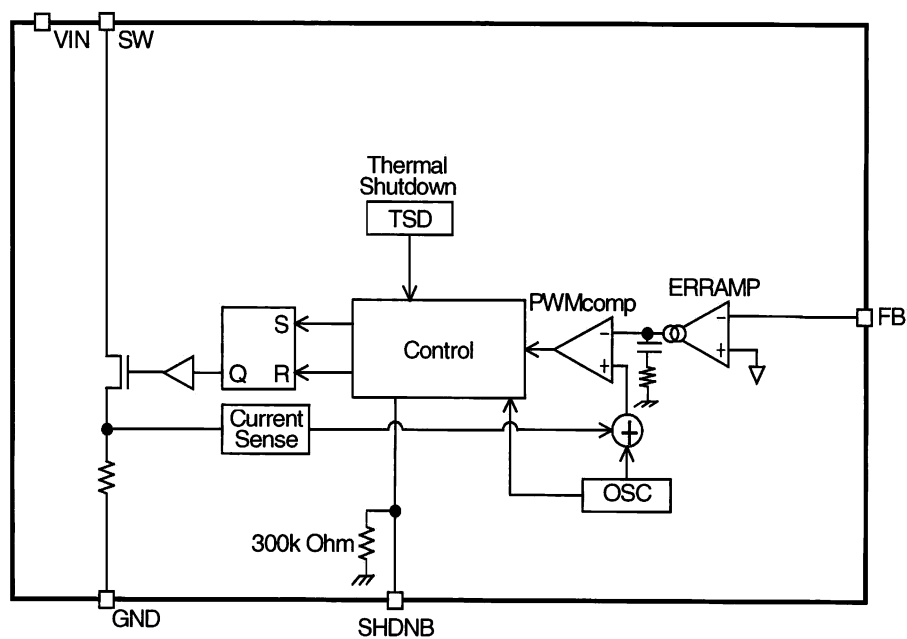 VIN
SW
Thermal
Shutdown
TSD
ERRAMP
PWMcomp
−
FB
S
−
Control
+
Q
R
+
Current
Sense
+
OSC
300k Ohm
GND
SHDNB